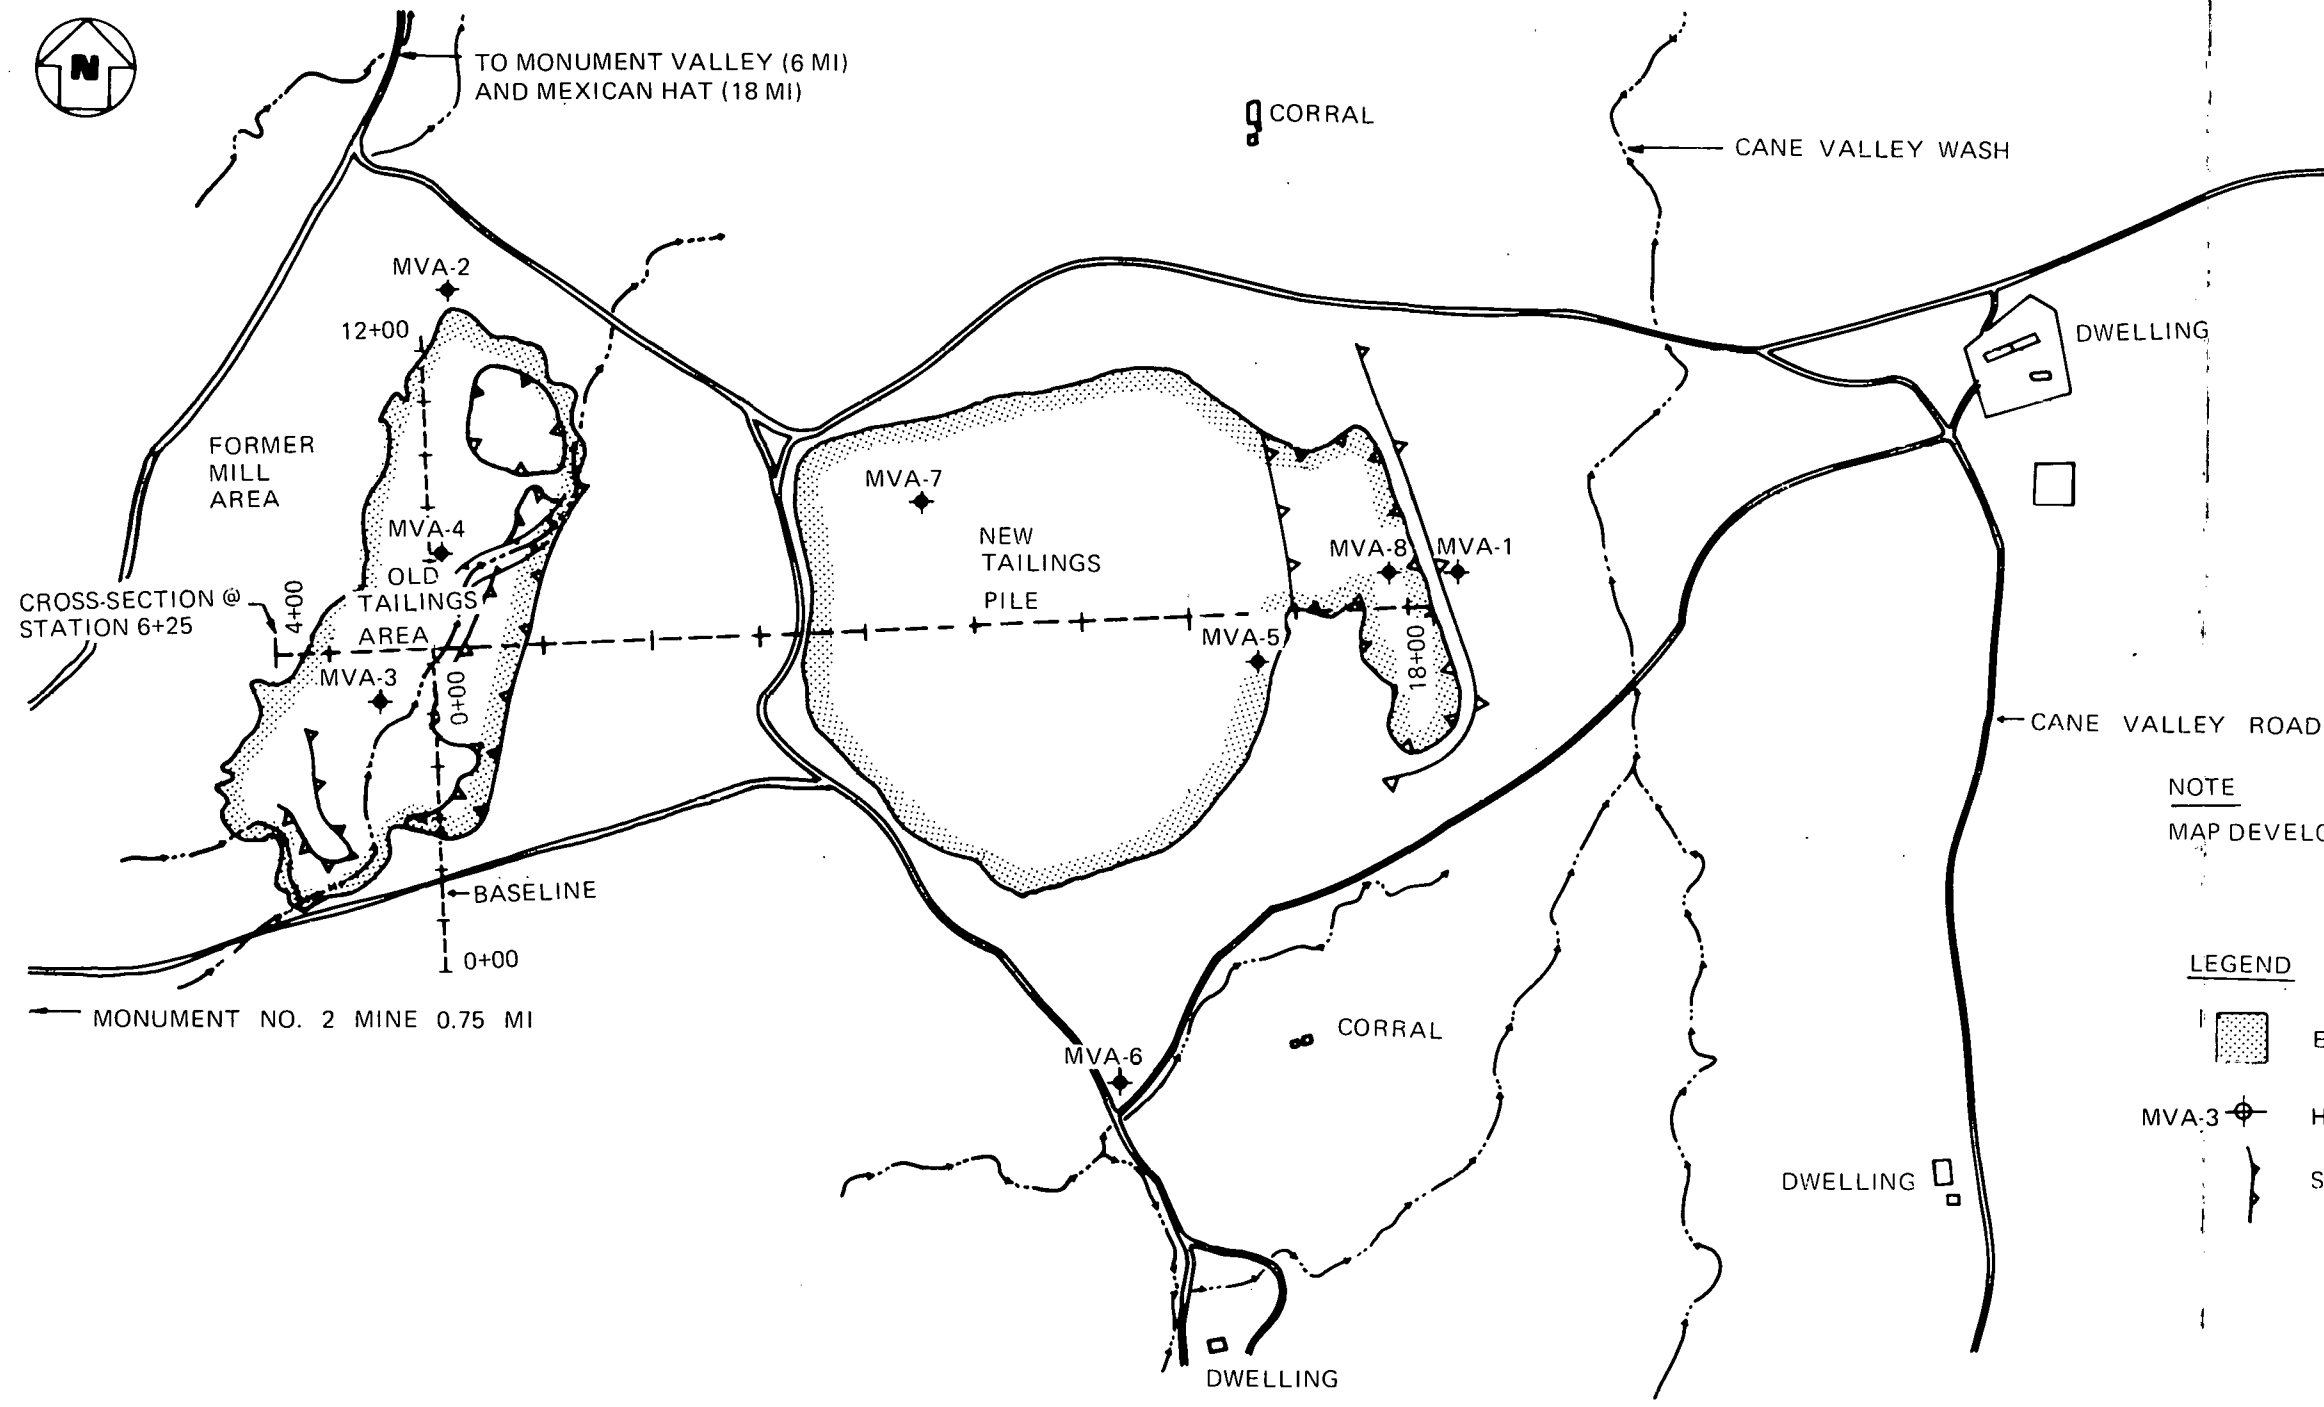 N
TO MONUMENT VALLEY (6 MI)
AND MEXICAN HAT (18 MI)
CORRAL
CANE VALLEY WASH
MVA-2
12+00
DWELLING
FORMER
MILL
AREA
MVA-7
MVA-4
NEW
TAILINGS
PILE
MVA-8
MVA-1
OLD
TAILINGS
AREA
CROSS-SECTION @
STATION 6+25
4+00
MVA-5
MVA-3
0+00
18+00
CANE VALLEY ROAD
NOTE
MAP DEVELO
BASELINE
0+00
LEGEND
MONUMENT NO. 2 MINE 0.75 MI
CORRAL
E
MVA-6
MVA-3
H
DWELLING
S
DWELLING